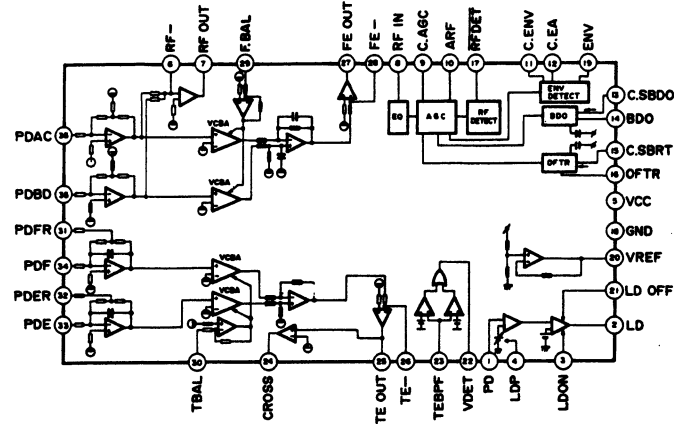 RF-
RF OUT
F.BAL
FE OUT
FE-
RF IN
C.AGC
ARF
RFDET
C.ENV
C.EA
ENV
6
7
29
27
28
8
9
10
17
11
12
19
ENV
DETECT
13
C.SBDO
BDO
14
BDO
EQ
AGC
RF
DETECT
PDAC
VCBA
15
C.SBRT
OFTR
16
OFTR
PDBD
36
VCBA
5
VCC
PDFR
31
18
GND
PDF
34
VCBA
20
VREF
PDER
32
VCBA
21
LD OFF
PDE
33
2
LD
30
24
25
26
23
22
1
4
3
TBAL
CROSS
TE OUT
TE-
TEBPF
VDET
PD
LDP
LDON